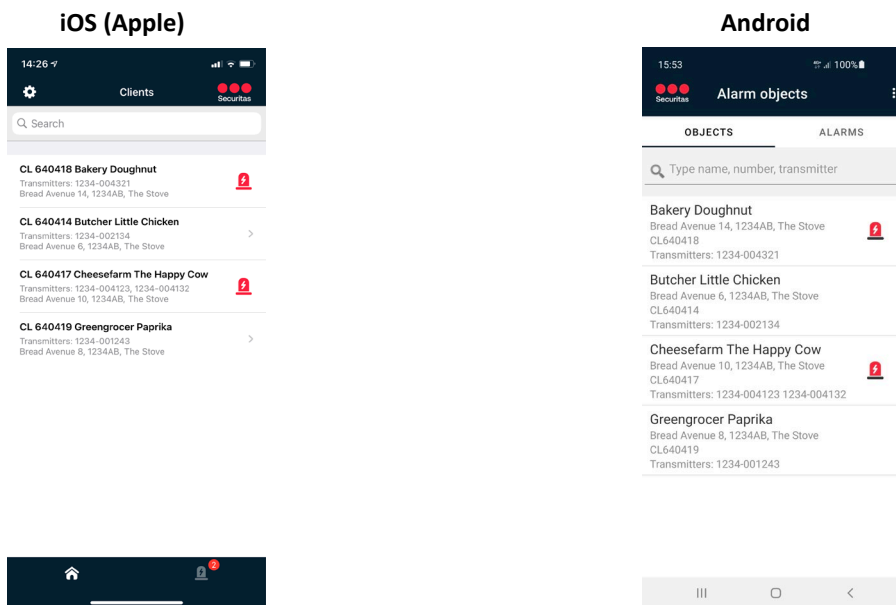 iOS (Apple)
14:26
Clients
Securitas
Search
CL 640418 Bakery Doughnut
Transmitters: 1234-004321
Bread Avenue 14, 1234AB, The Stove
CL 640414 Butcher Little Chicken
Transmitters: 1234-002134
Bread Avenue 6, 1234AB, The Stove
CL 640417 Cheesefarm The Happy Cow
Transmitters: 1234-004123, 1234-004132
Bread Avenue 10, 1234AB, The Stove
CL 640419 Greengrocer Paprika
Transmitters: 1234-001243
Bread Avenue 8, 1234AB, The Stove
2
Android
15:53
100%
Securitas
Alarm objects
OBJECTS ALARMS
Type name, number, transmitter
Bakery Doughnut
Bread Avenue 14, 1234AB, The Stove
CL640418
Transmitters: 1234-004321
Butcher Little Chicken
Bread Avenue 6, 1234AB, The Stove
CL640414
Transmitters: 1234-002134
Cheesefarm The Happy Cow
Bread Avenue 10, 1234AB, The Stove
CL640417
Transmitters: 1234-004123 1234-004132
Greengrocer Paprika
Bread Avenue 8, 1234AB, The Stove
CL640419
Transmitters: 1234-001243